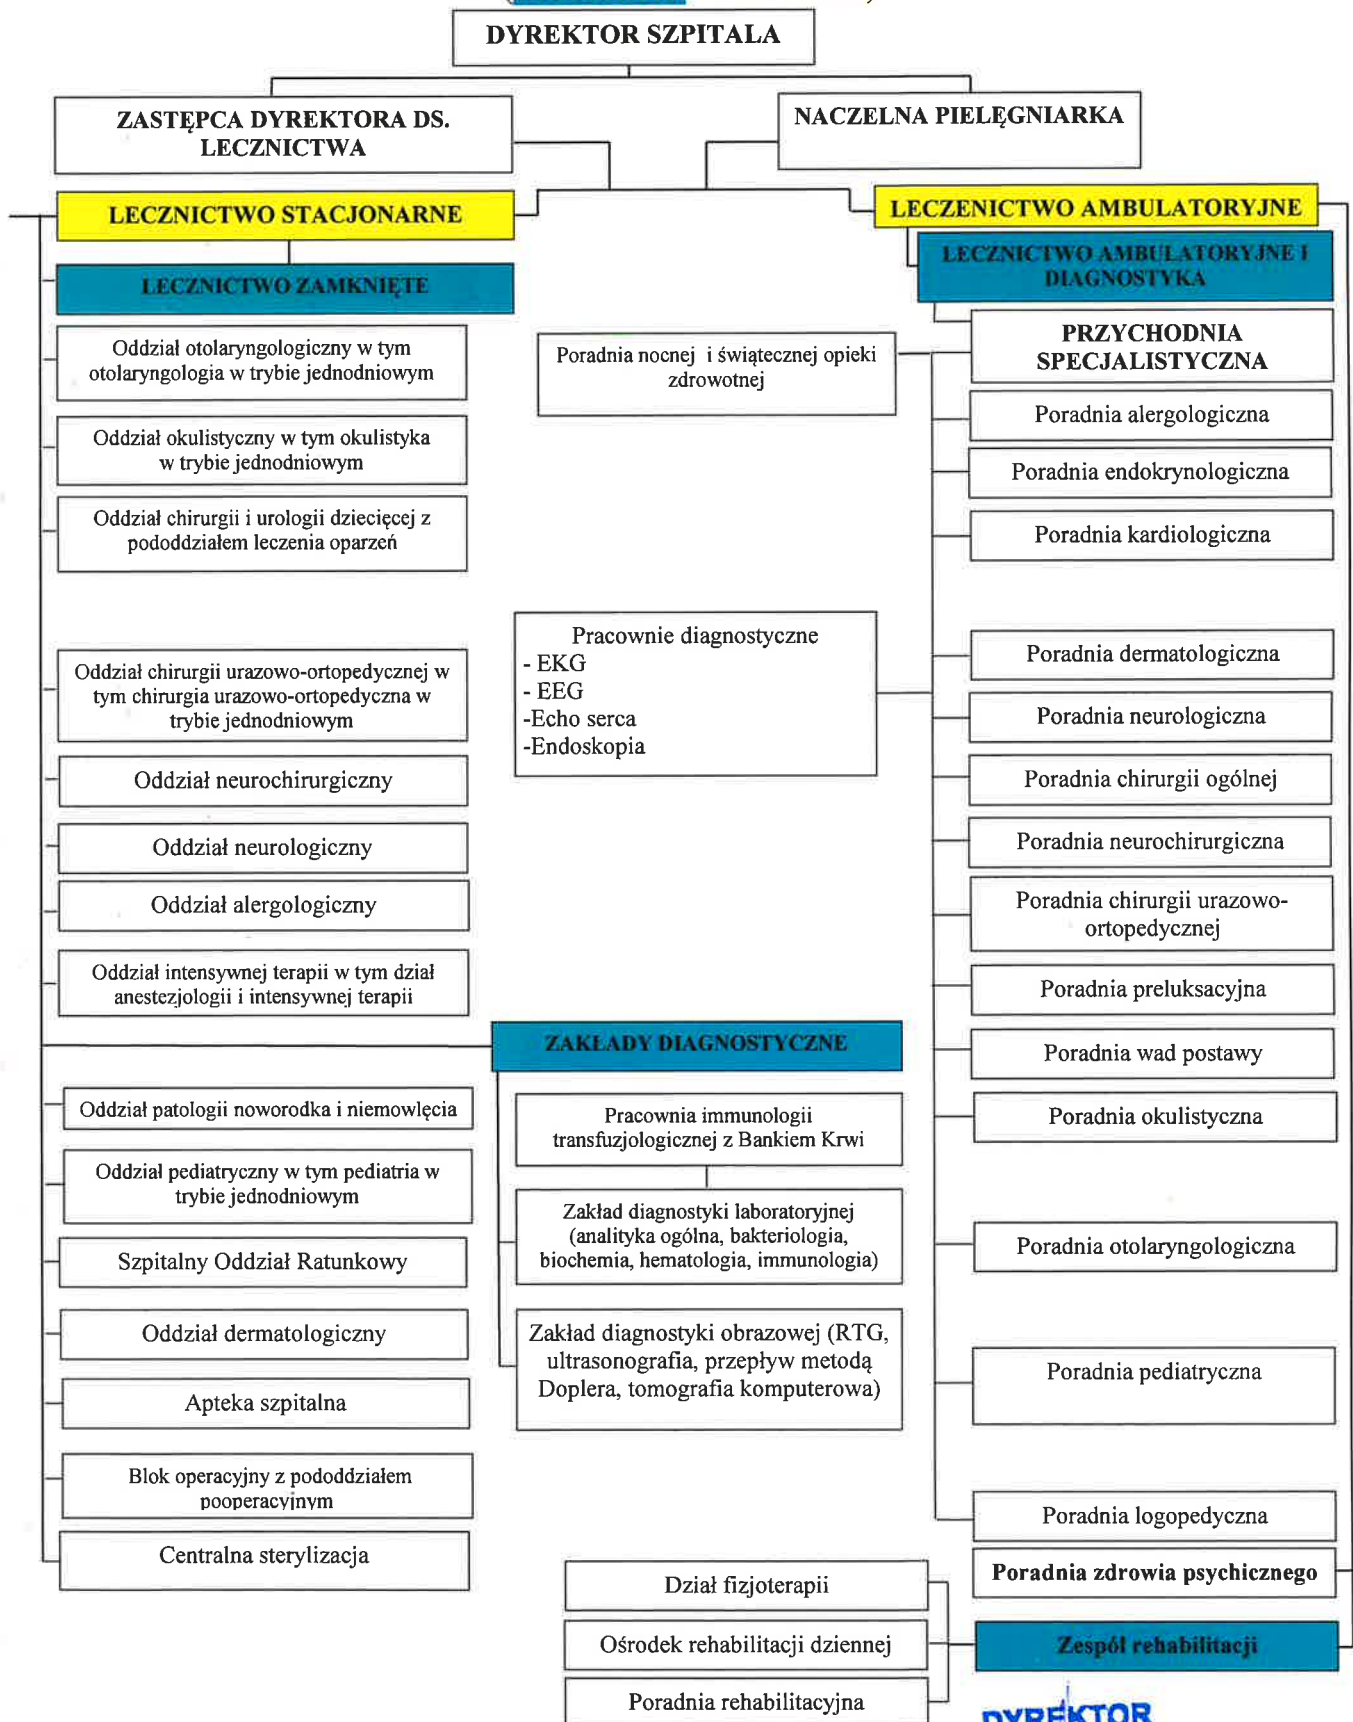 DYREKTOR SZPITALA
ZASTĘPCA DYREKTORA DS.
LECZNICTWA
NACZELNA PIELĘGNIARKA
LECZNICTWO STACJONARNE
LECZENICTWO AMBULATORYJNE
LECZNICTWO ZAMKNIĘTE
LECZNICTWO AMBULATORYJNE I
DIAGNOSTYKA
Oddział otolaryngologiczny w tym
otolaryngologia w trybie jednodniowym
Oddział okulistyczny w tym okulistyka
w trybie jednodniowym
Oddział chirurgii i urologii dziecięcej z
pododdziałem leczenia oparzeń
Oddział chirurgii urazowo-ortopedycznej w
tym chirurgia urazowo-ortopedyczna w
trybie jednodniowym
Oddział neurochirurgiczny
Oddział neurologiczny
Oddział alergologiczny
Oddział intensywnej terapii w tym dział
anestezjologii i intensywnej terapii
Oddział patologii noworodka i niemowlęcia
Oddział pediatryczny w tym pediatria w
trybie jednodniowym
Szpitalny Oddział Ratunkowy
Oddział dermatologiczny
Apteka szpitalna
Blok operacyjny z pododdziałem
pooperacyjnym
Centralna sterylizacja
Poradnia nocnej i świątecznej opieki
zdrowotnej
Pracownie diagnostyczne
- EKG
- EEG
-Echo serca
-Endoskopia
ZAKŁADY DIAGNOSTYCZNE
Pracownia immunologii
transfuzjologicznej z Bankiem Krwi
Zakład diagnostyki laboratoryjnej
(analityka ogólna, bakteriologia,
biochemia, hematologia, immunologia)
Zakład diagnostyki obrazowej (RTG,
ultrasonografia, przepływ metodą
Doplera, tomografia komputerowa)
PRZYCHODNIA
SPECJALISTYCZNA
Poradnia alergologiczna
Poradnia endokrynologiczna
Poradnia kardiologiczna
Poradnia dermatologiczna
Poradnia neurologiczna
Poradnia chirurgii ogólnej
Poradnia neurochirurgiczna
Poradnia chirurgii urazowo-
ortopedycznej
Poradnia preluksacyjna
Poradnia wad postawy
Poradnia okulistyczna
Poradnia otolaryngologiczna
Poradnia pediatryczna
Poradnia logopedyczna
Poradnia zdrowia psychicznego
Zespół rehabilitacji
Dział fizjoterapii
Ośrodek rehabilitacji dziennej
Poradnia rehabilitacyjna
DYREKTOR